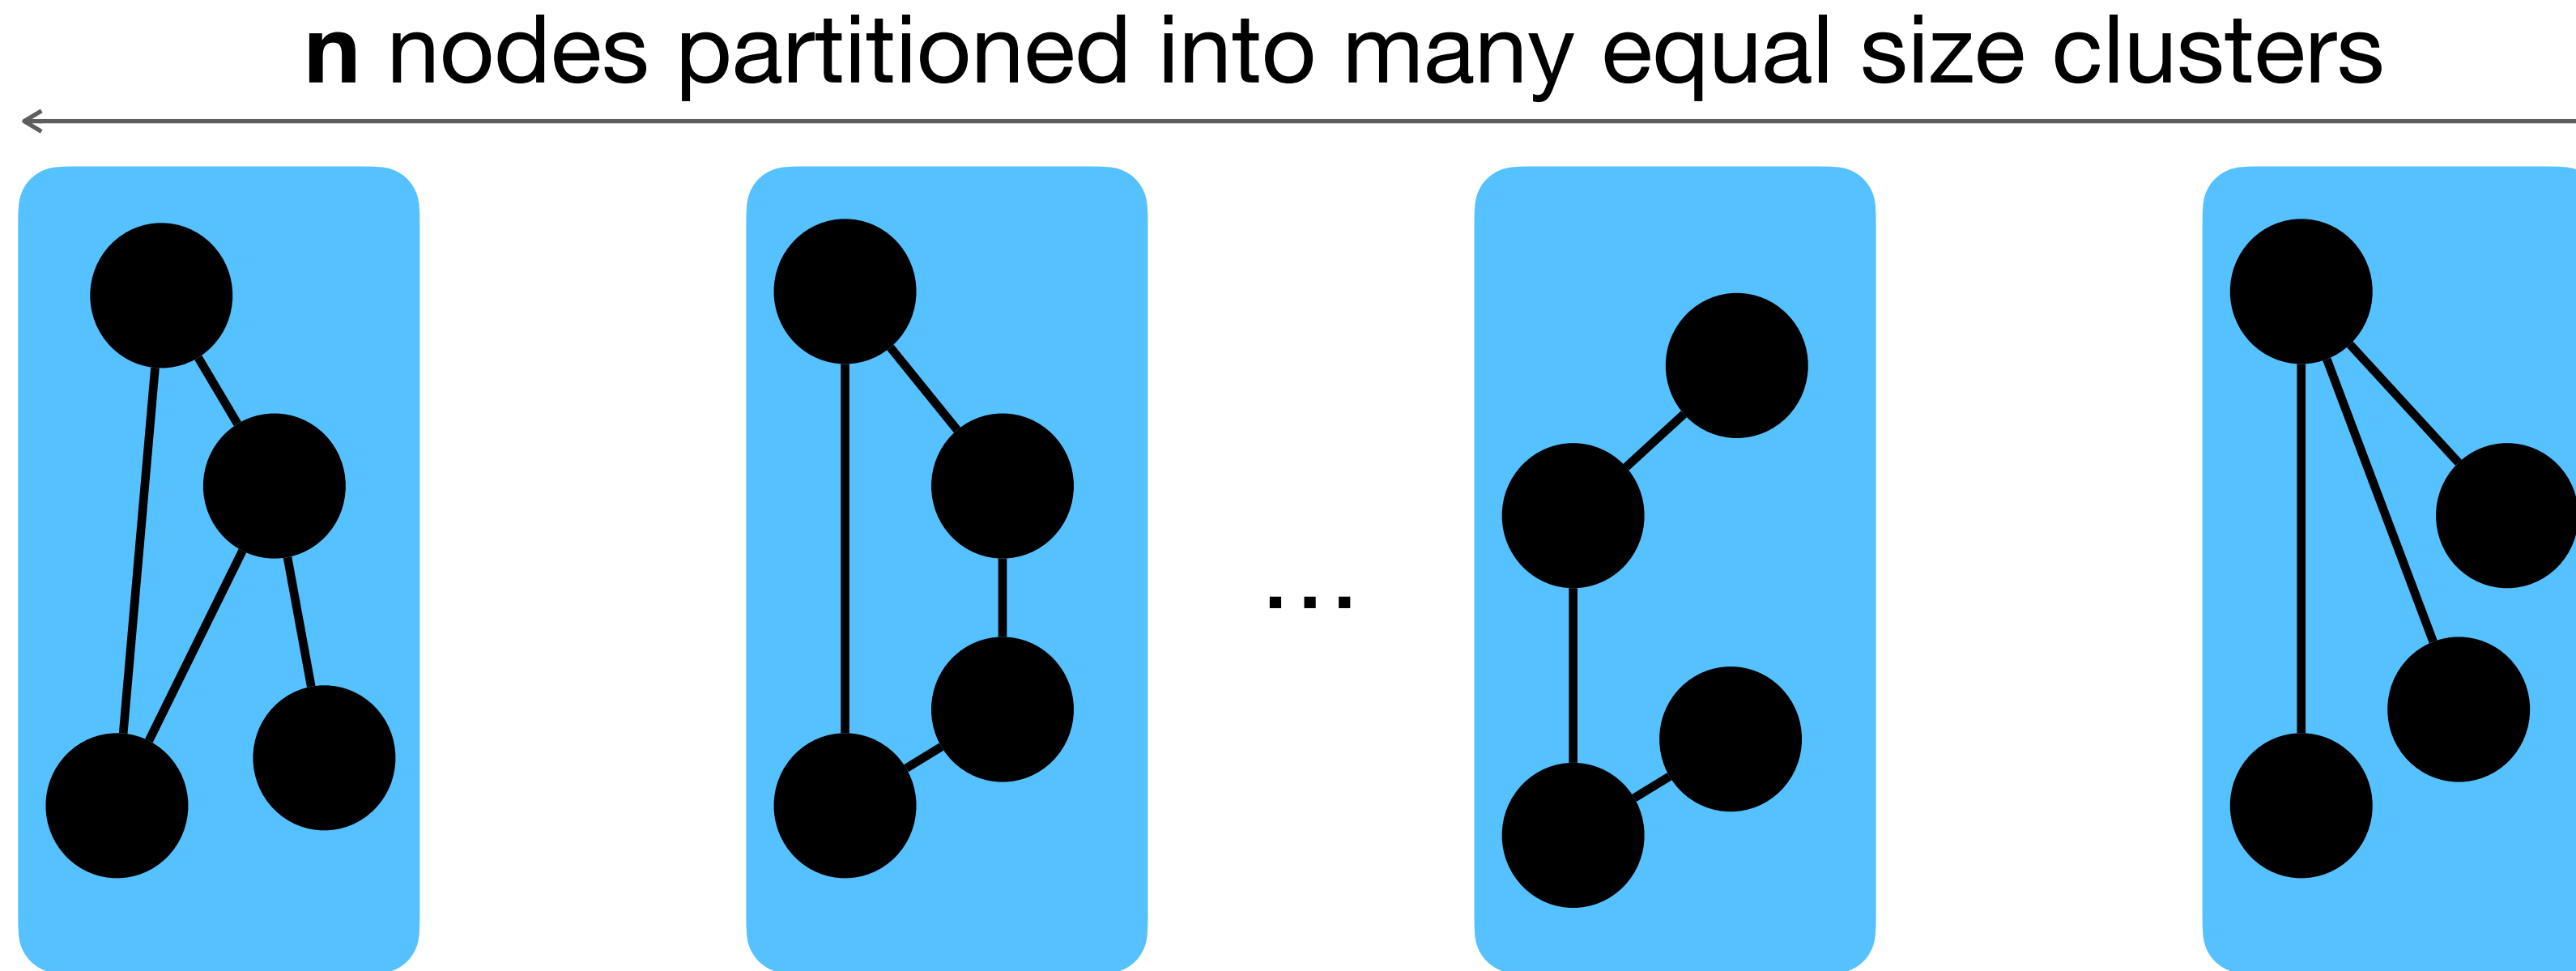 n nodes partitioned into many equal size clusters
...